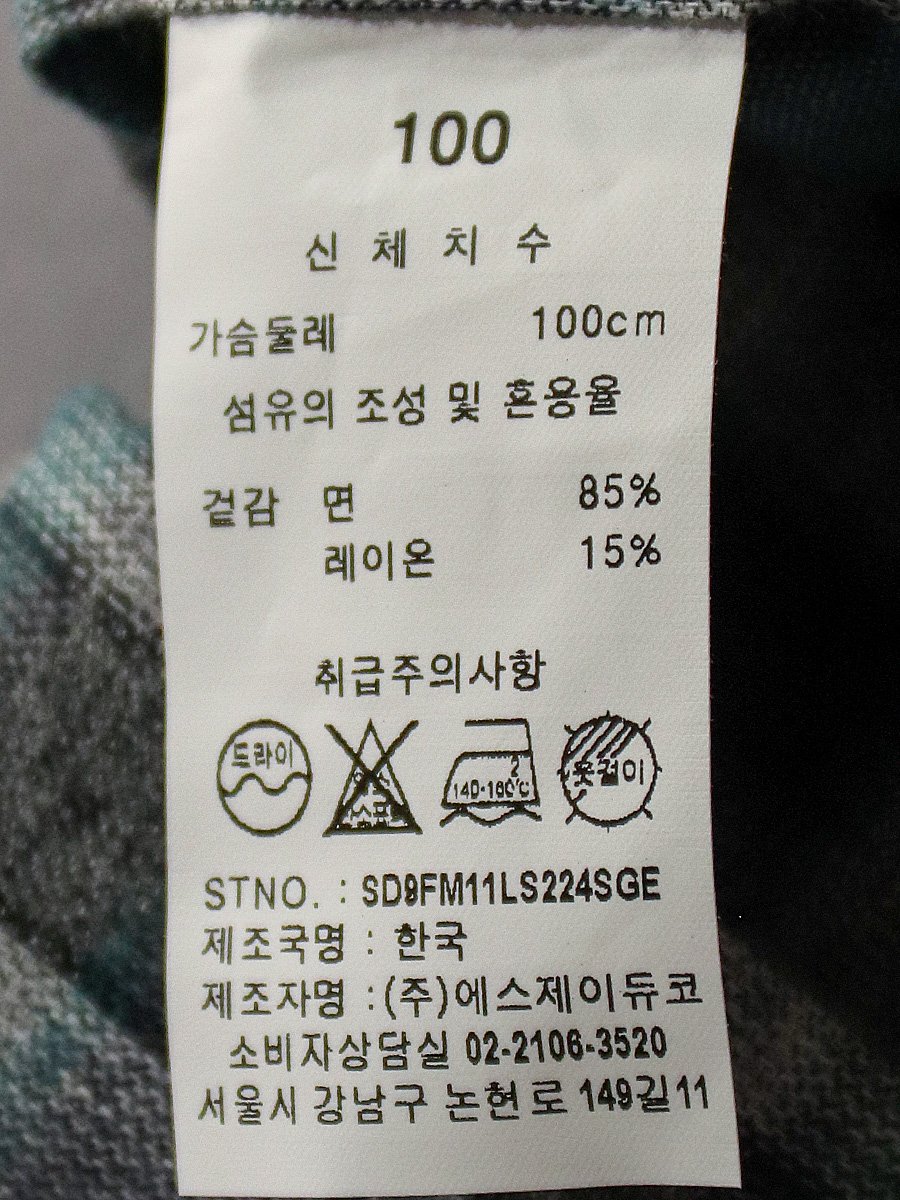 100
신 체 치 수
가슴둘레 100cm
섬유의 조성 및 혼용율
겉감 면 85%
레이온 15%
취급주의사항
드라이
2
140-160℃
옷걸이
STNO. : SD9FM11LS224SGE
제조국명 : 한국
제조자명 :(주)에스제이듀코
소비자상담실 02-2106-3520
서울시 강남구 논현로 149길11